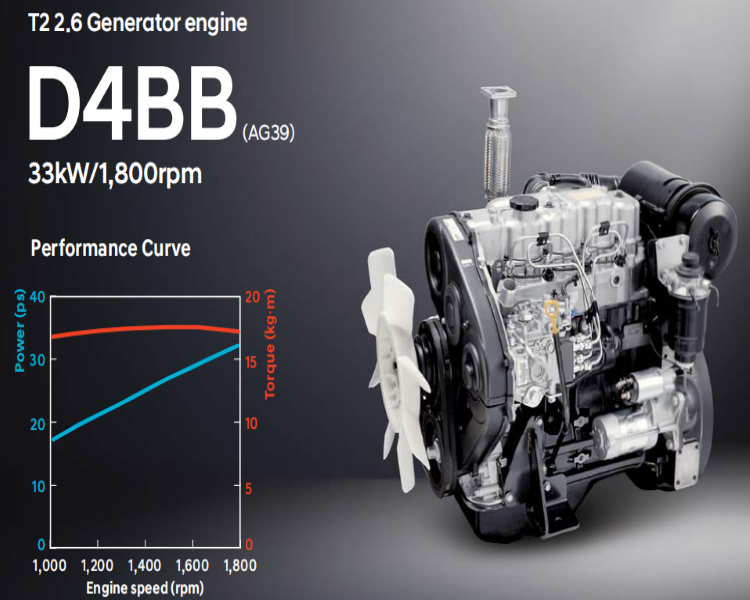 T2 2.6 Generator engine
D4BB (AG39)
33kW/1,800rpm
Performance Curve
Power (ps)
40
30
20
10
0
20
15
10
5
0
Torque (kg·m)
1,000 1,200 1,400 1,600 1,800
Engine speed (rpm)